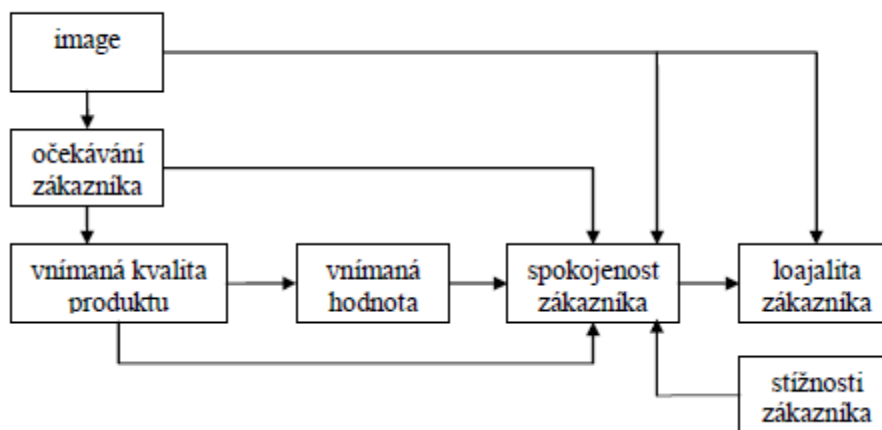 image
očekávání
zákazníka
vnímaná kvalita
produktu
vnímaná
hodnota
spokojenost
zákazníka
loajalita
zákazníka
stížnosti
zákazníka